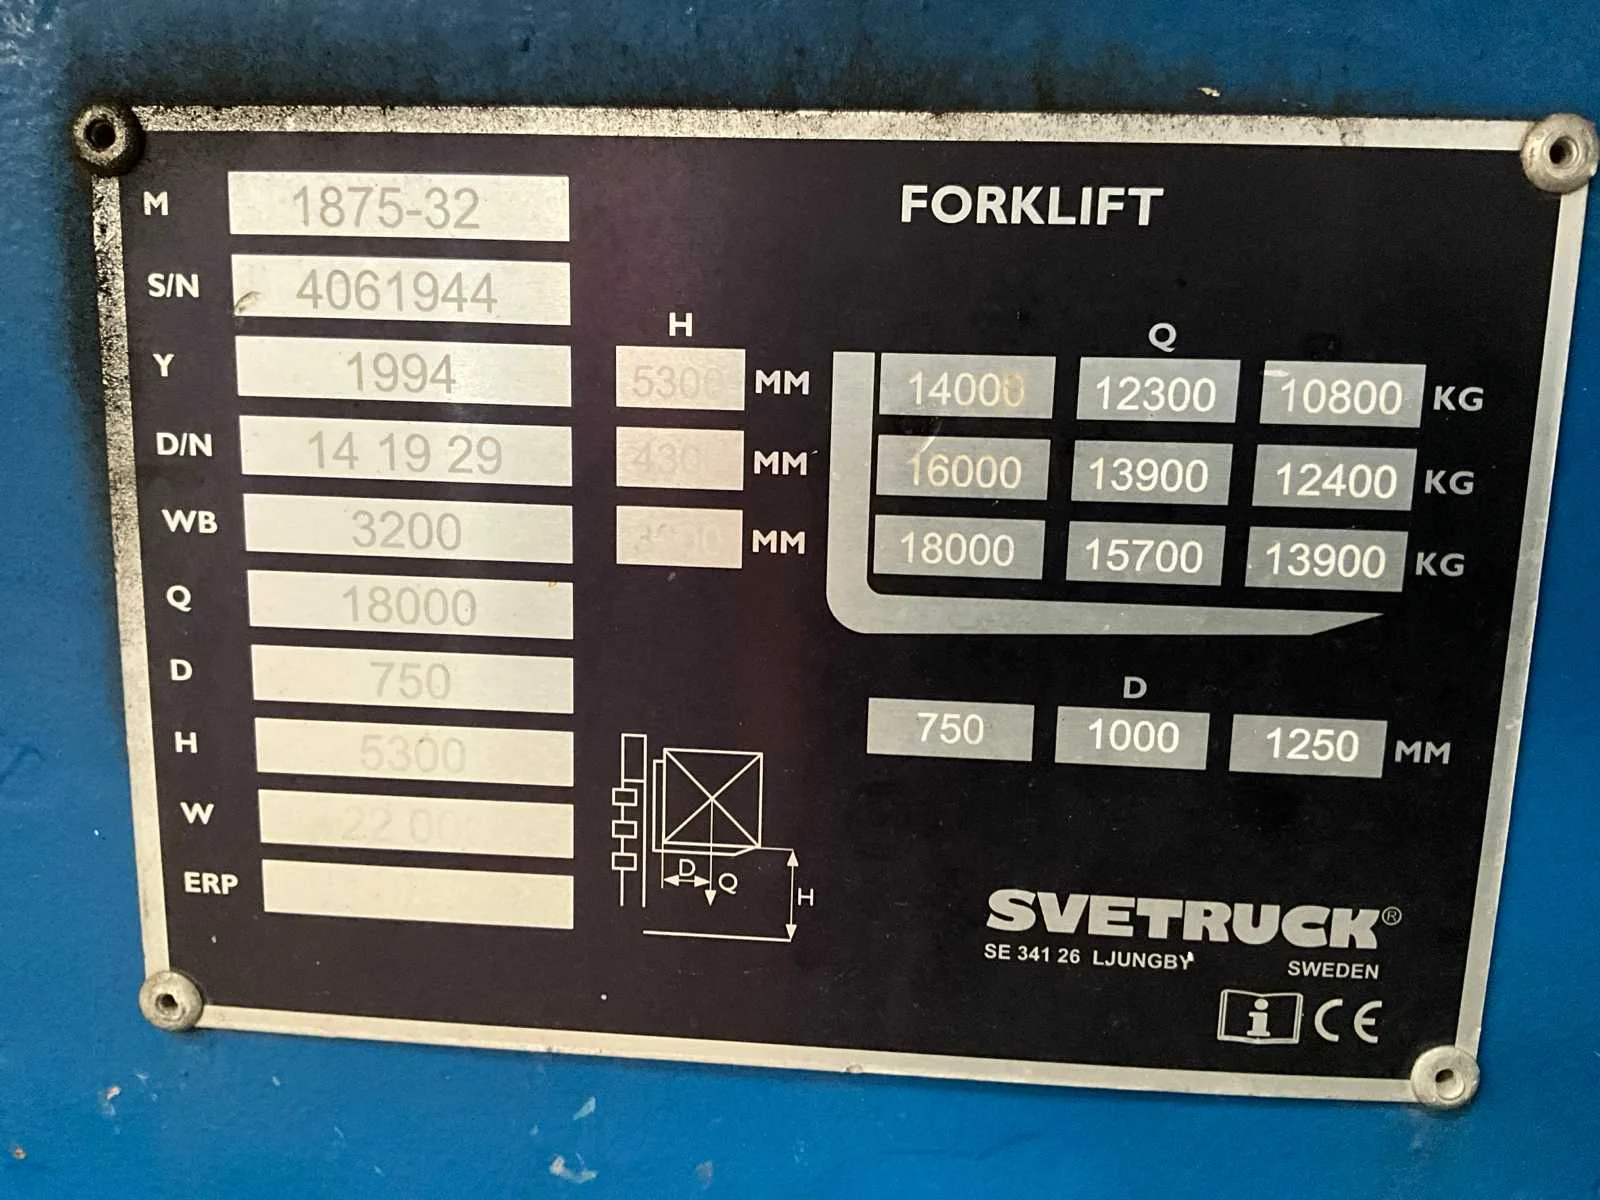 FORKLIFT
M 1875-32
S/N 4061944
Y 1994
D/N 14 19 29
WB 3200
Q 18000
D 750
H 5300
W
ERP
H
5300 MM
MM
MM
Q
14000 12300 10800 KG
16000 13900 12400 KG
18000 15700 13900 KG
D
750 1000 1250 MM
D Q H
SVETRUCK®
SE 341 26 LJUNGBY SWEDEN
i CE